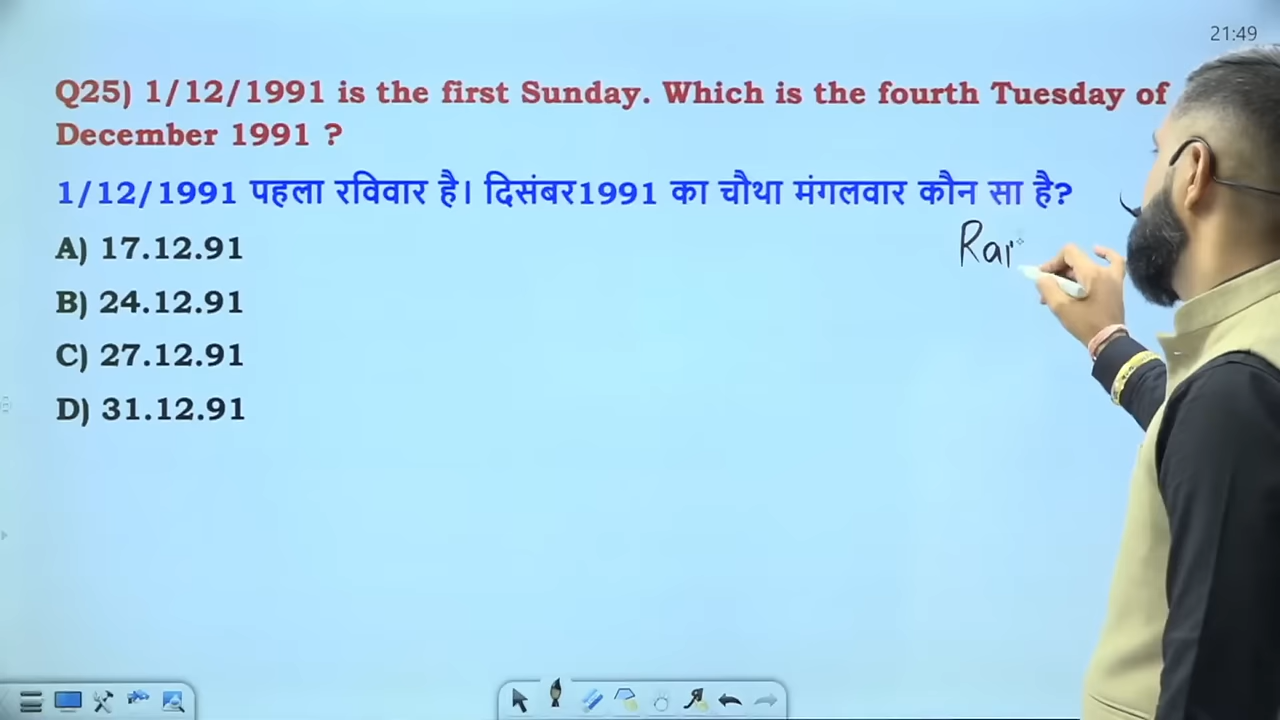 21:49
Q25) 1/12/1991 is the first Sunday. Which is the fourth Tuesday of
December 1991 ?
1/12/1991 पहला रविवार है। दिसंबर1991 का चौथा मंगलवार कौन सा है?
A) 17.12.91
B) 24.12.91
C) 27.12.91
D) 31.12.91